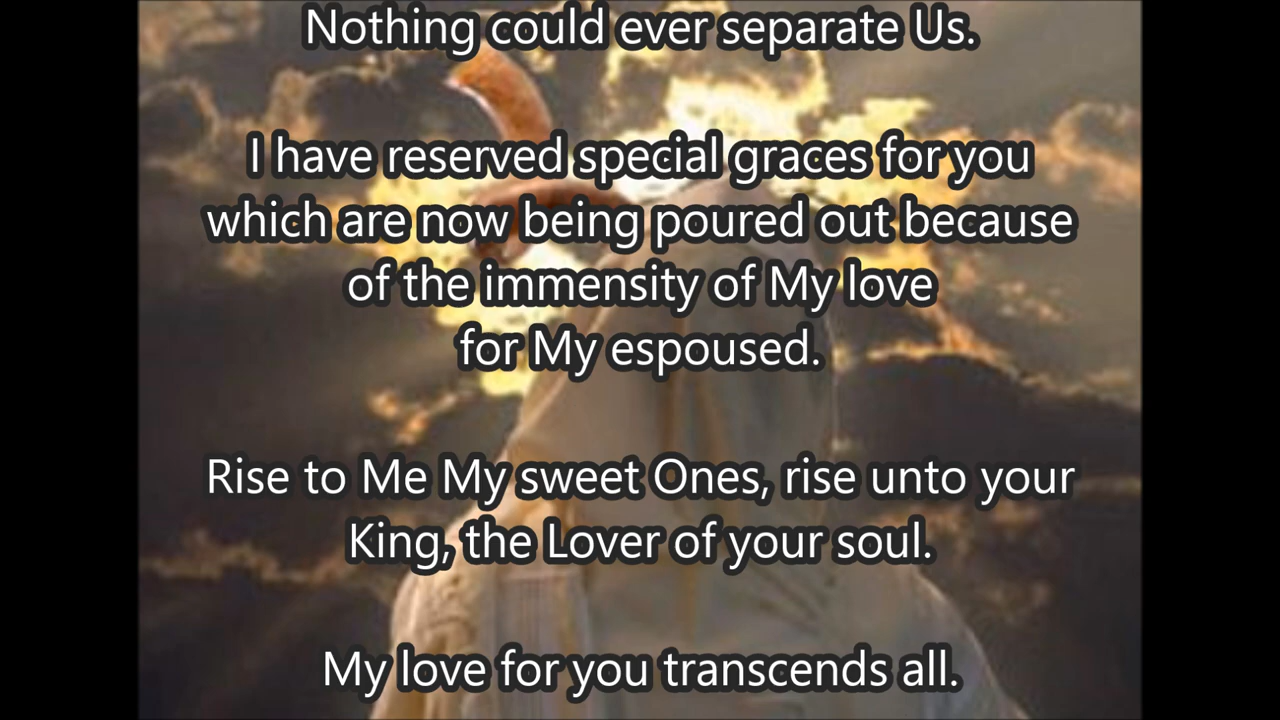 Nothing could ever separate Us.
I have reserved special graces for you
which are now being poured out because
of the immensity of My love
for My espoused.
Rise to Me My sweet Ones, rise unto your
King, the Lover of your soul.
My love for you transcends all.